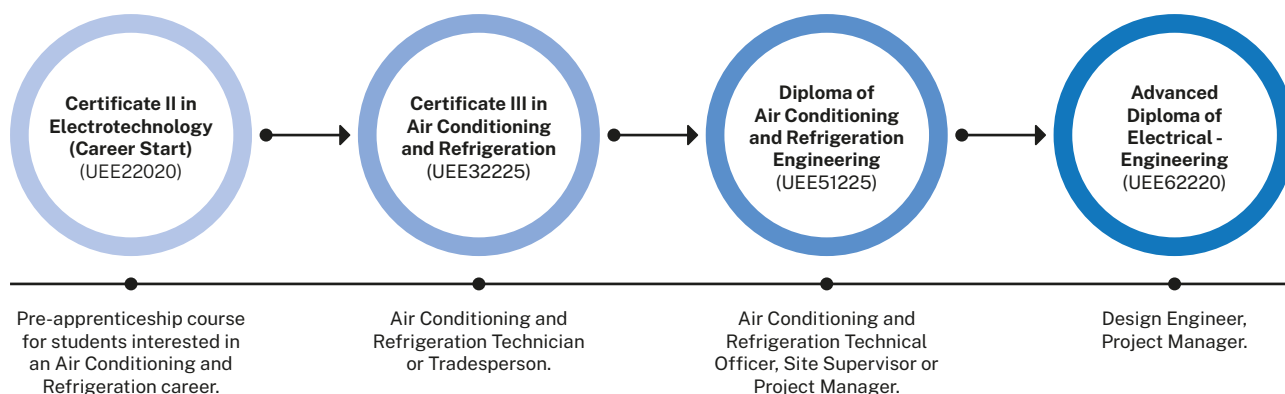 Certificate II in
Electrotechnology
(Career Start)
(UEE22020)
Certificate III in
Air Conditioning
and Refrigeration
(UEE32225)
Diploma of
Air Conditioning
and Refrigeration
Engineering
(UEE51225)
Advanced
Diploma of
Electrical -
Engineering
(UEE62220)
Pre-apprenticeship course
for students interested in
an Air Conditioning and
Refrigeration career.
Air Conditioning and
Refrigeration Technician
or Tradesperson.
Air Conditioning and
Refrigeration Technical
Officer, Site Supervisor or
Project Manager.
Design Engineer,
Project Manager.